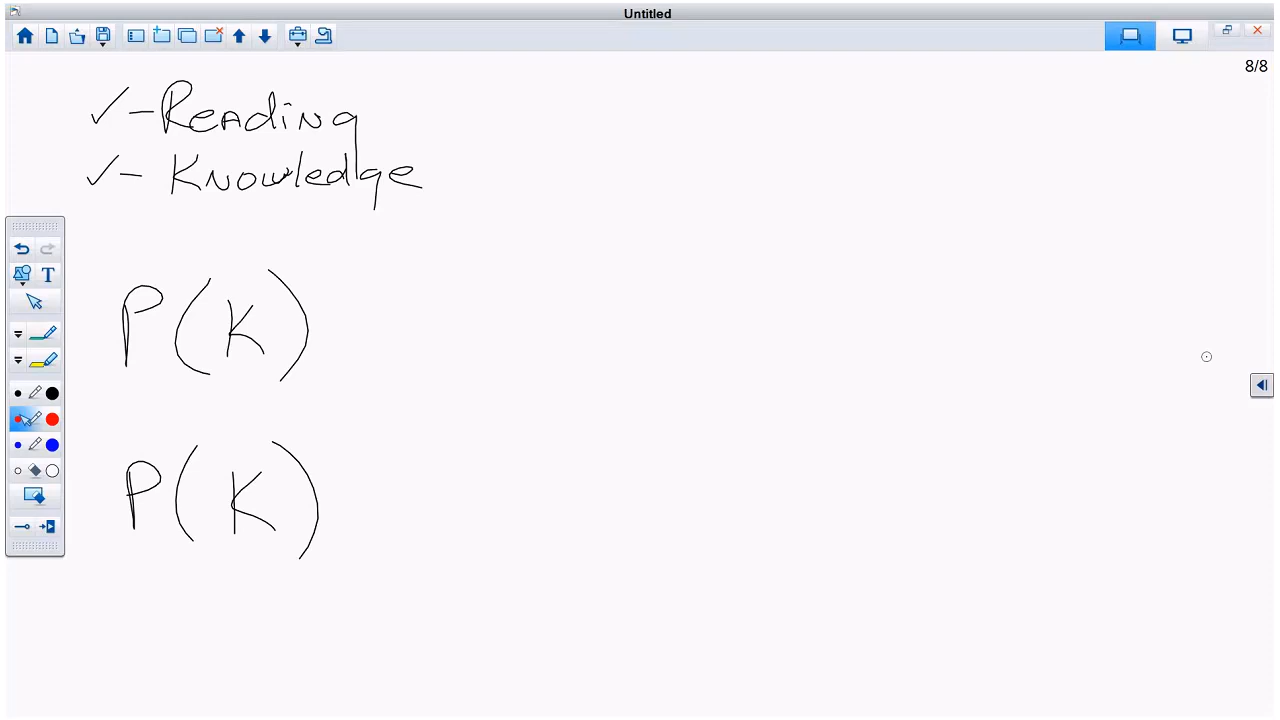 Untitled
8/8
✓-Reading
✓- Knowledge
T
P(K)
P(K)